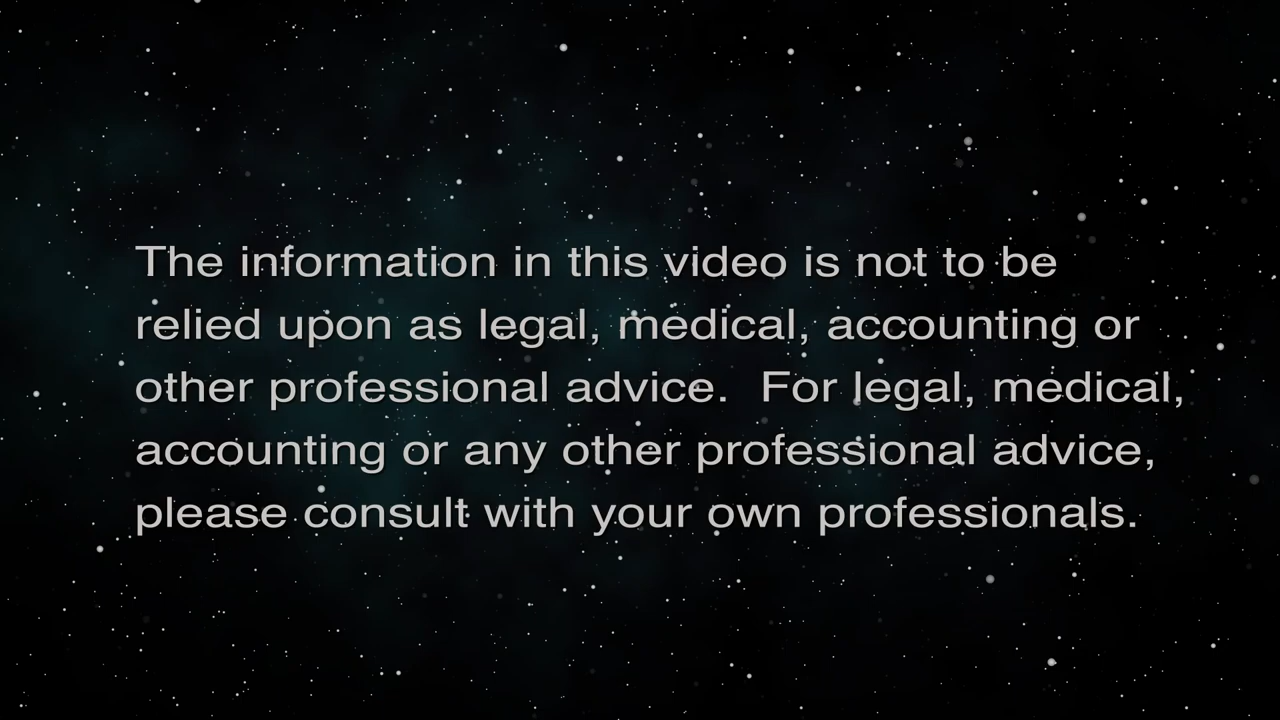 The information in this video is not to be
relied upon as legal, medical, accounting or
other professional advice.  For legal, medical,
accounting or any other professional advice,
please consult with your own professionals.